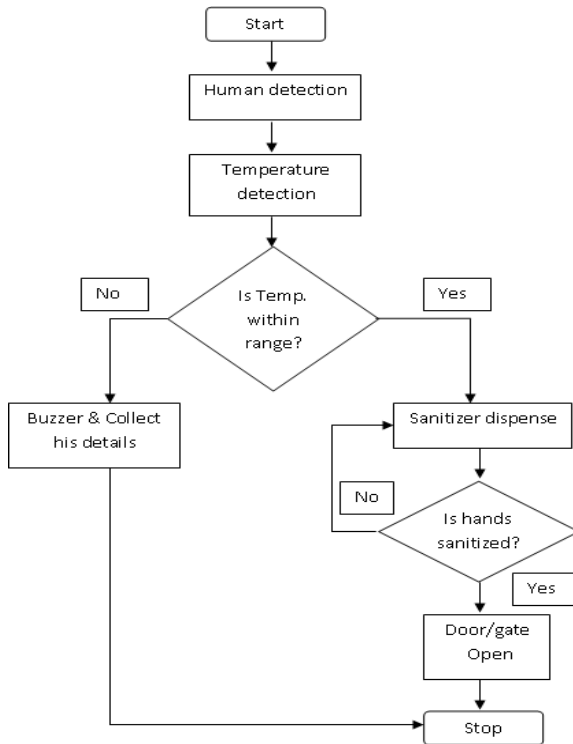 Start
Human detection
Temperature
detection
No
Is Temp.
within
range?
Yes
Buzzer & Collect
his details
Sanitizer dispense
No
Is hands
sanitized?
Yes
Door/gate
Open
Stop